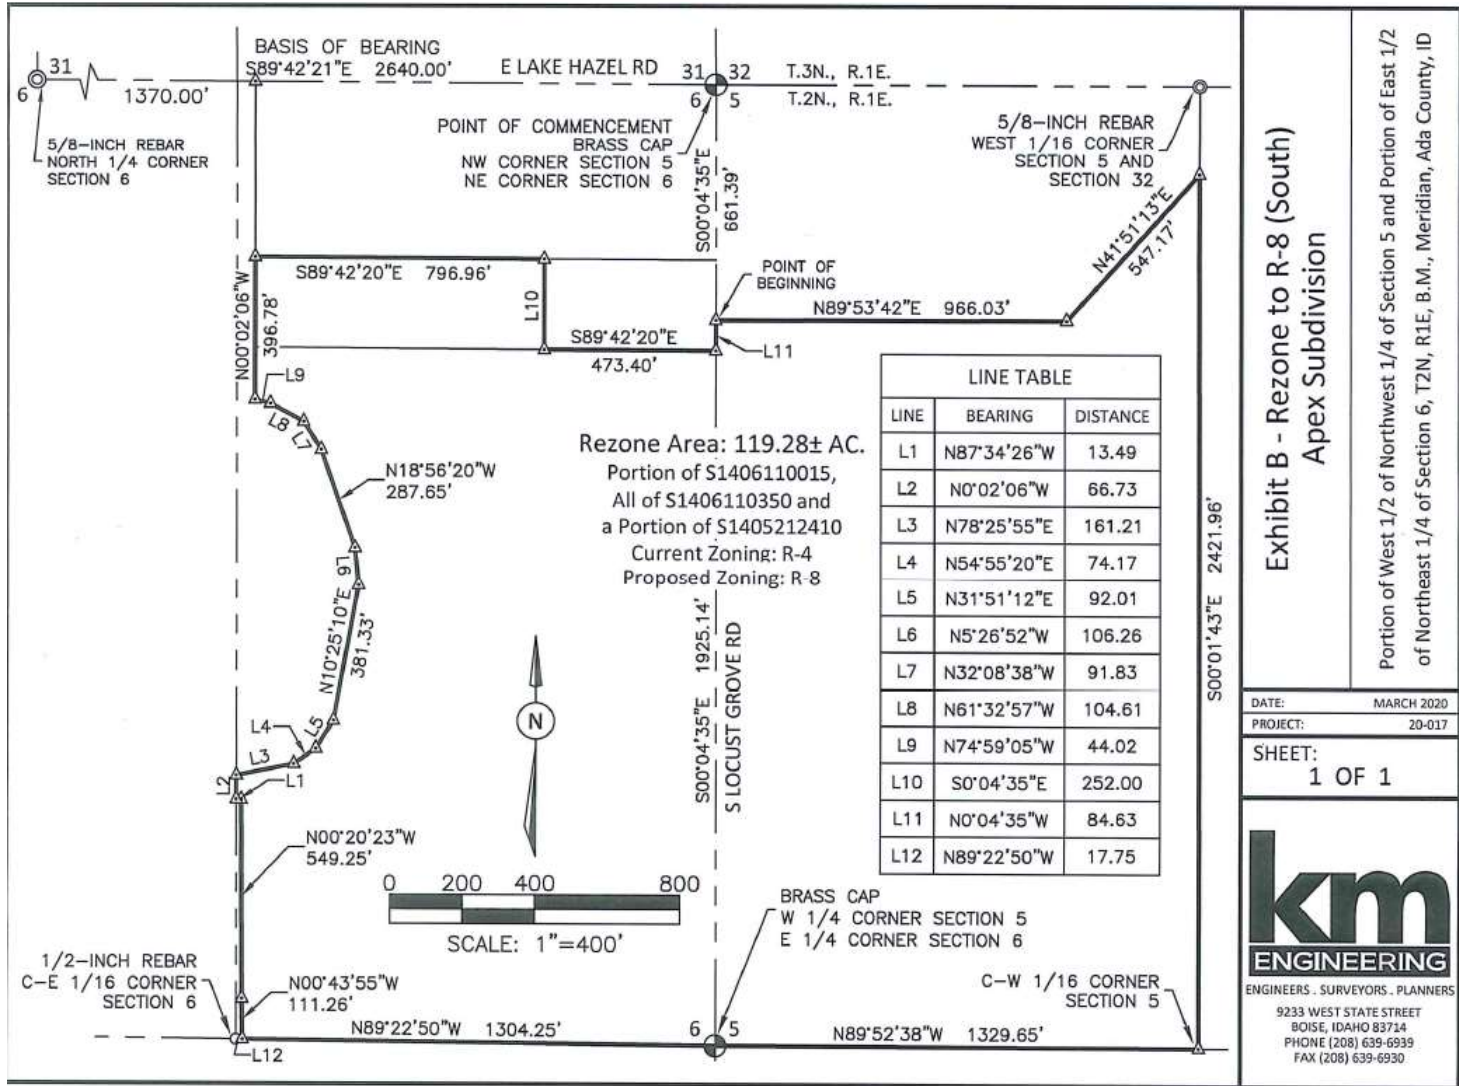 BASIS OF BEARING
S89°42'21"E 2640.00'
E LAKE HAZEL RD
31
6
1370.00'
31 32
6 5
T.3N., R.1E.
T.2N., R.1E.
5/8-INCH REBAR
NORTH 1/4 CORNER
SECTION 6
POINT OF COMMENCEMENT
BRASS CAP
NW CORNER SECTION 5
NE CORNER SECTION 6
S00°04'35"E
661.39'
5/8-INCH REBAR
WEST 1/16 CORNER
SECTION 5 AND
SECTION 32
N41°51'13"E
547.17'
S89°42'20"E 796.96'
N00°02'06"W
396.78'
L10
POINT OF
BEGINNING
N89°53'42"E 966.03'
S89°42'20"E
473.40'
L11
L9
L8
L7
N18°56'20"W
287.65'
L6
N10°25'10"E
381.33'
L4
L5
L3
L2
L1
Rezone Area: 119.28± AC.
Portion of S1406110015,
All of S1406110350 and
a Portion of S1405212410
Current Zoning: R-4
Proposed Zoning: R-8
S00°04'35"E 1925.14'
S LOCUST GROVE RD
N
LINE TABLE
LINE BEARING DISTANCE
L1 N87°34'26"W 13.49
L2 N0°02'06"W 66.73
L3 N78°25'55"E 161.21
L4 N54°55'20"E 74.17
L5 N31°51'12"E 92.01
L6 N5°26'52"W 106.26
L7 N32°08'38"W 91.83
L8 N61°32'57"W 104.61
L9 N74°59'05"W 44.02
L10 S0°04'35"E 252.00
L11 N0°04'35"W 84.63
L12 N89°22'50"W 17.75
S00°01'43"E 2421.96'
N00°20'23"W
549.25'
0 200 400 800
SCALE: 1"=400'
BRASS CAP
W 1/4 CORNER SECTION 5
E 1/4 CORNER SECTION 6
1/2-INCH REBAR
C-E 1/16 CORNER
SECTION 6
N00°43'55"W
111.26'
N89°22'50"W 1304.25'
L12
6 5
N89°52'38"W 1329.65'
C-W 1/16 CORNER
SECTION 5
Exhibit B - Rezone to R-8 (South)
Apex Subdivision
Portion of West 1/2 of Northwest 1/4 of Section 5 and Portion of East 1/2
of Northeast 1/4 of Section 6, T2N, R1E, B.M., Meridian, Ada County, ID
DATE: MARCH 2020
PROJECT: 20-017
SHEET:
1 OF 1
km
ENGINEERING
ENGINEERS . SURVEYORS . PLANNERS
9233 WEST STATE STREET
BOISE, IDAHO 83714
PHONE (208) 639-6939
FAX (208) 639-6930